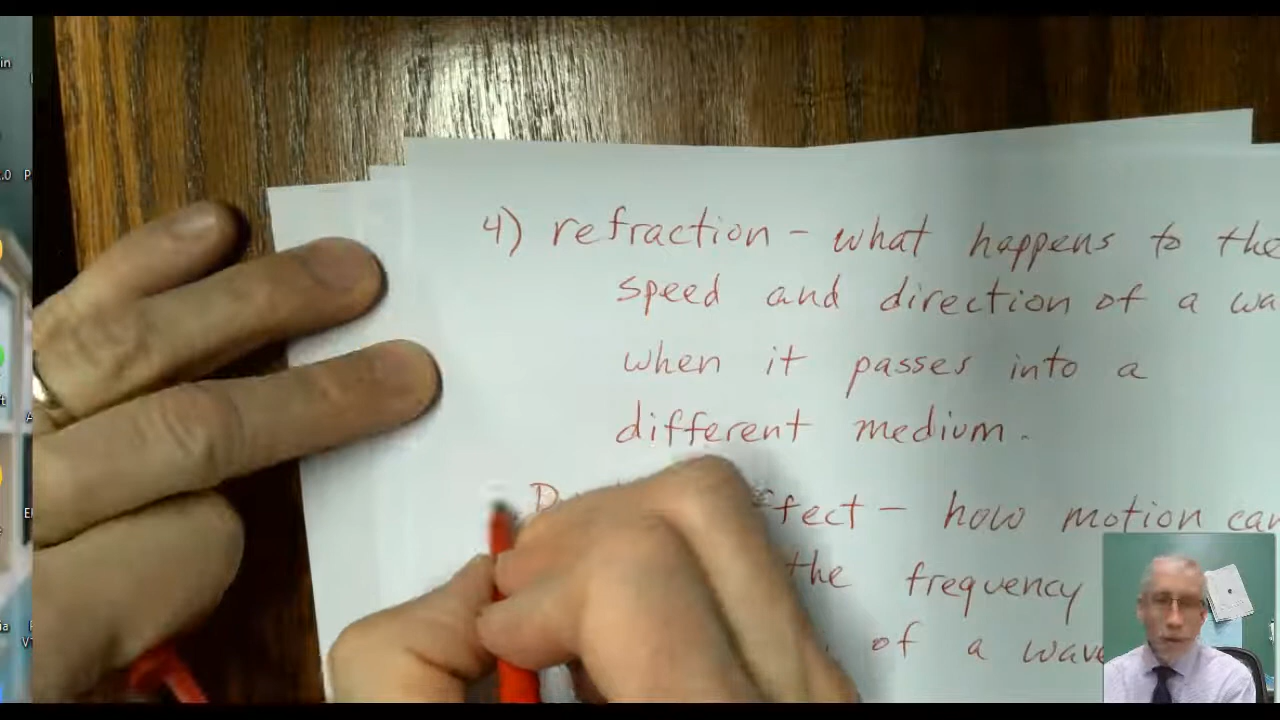 4) refraction - what happens to the
speed and direction of a wa
when it passes into a
different medium.
fect - how motion can
the frequency
of a wave